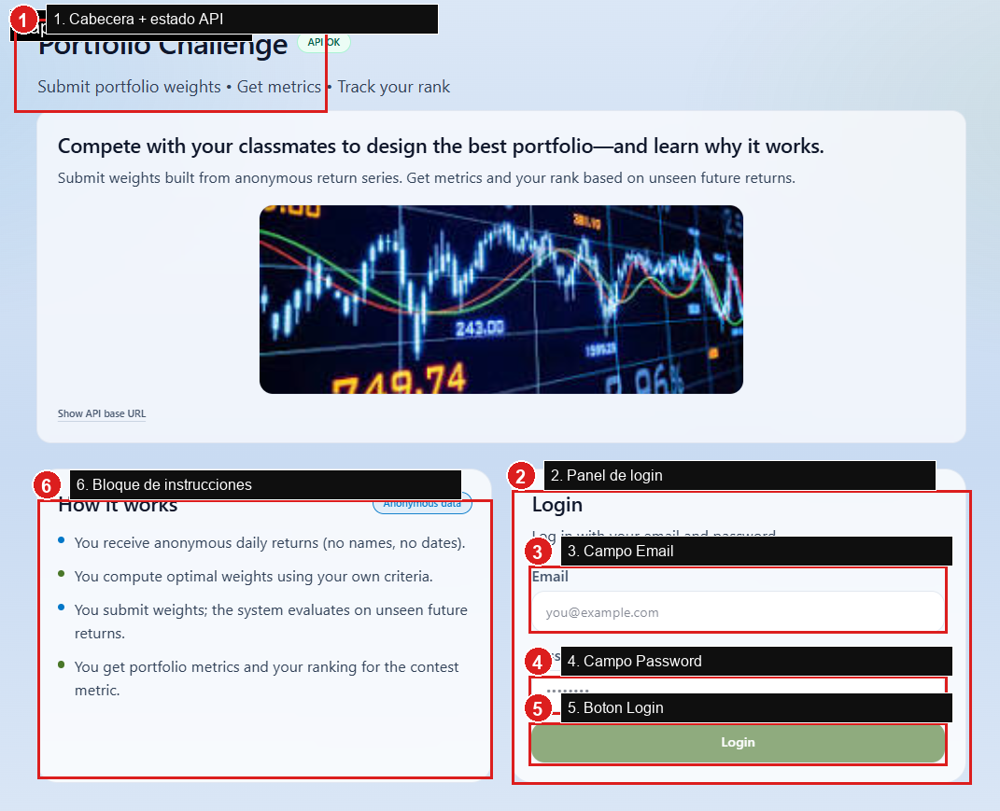 1
1. Cabecera + estado API
Portfolio Challenge
API OK
Submit portfolio weights • Get metrics • Track your rank
Compete with your classmates to design the best portfolio—and learn why it works.
Submit weights built from anonymous return series. Get metrics and your rank based on unseen future returns.
243.00
749.74
Show API base URL
6
6. Bloque de instrucciones
How it works
Anonymous data
You receive anonymous daily returns (no names, no dates).
You compute optimal weights using your own criteria.
You submit weights; the system evaluates on unseen future
returns.
You get portfolio metrics and your ranking for the contest
metric.
2
2. Panel de login
Login
Log in with your email and password
3
3. Campo Email
Email
you@example.com
4
4. Campo Password
5
5. Boton Login
Login